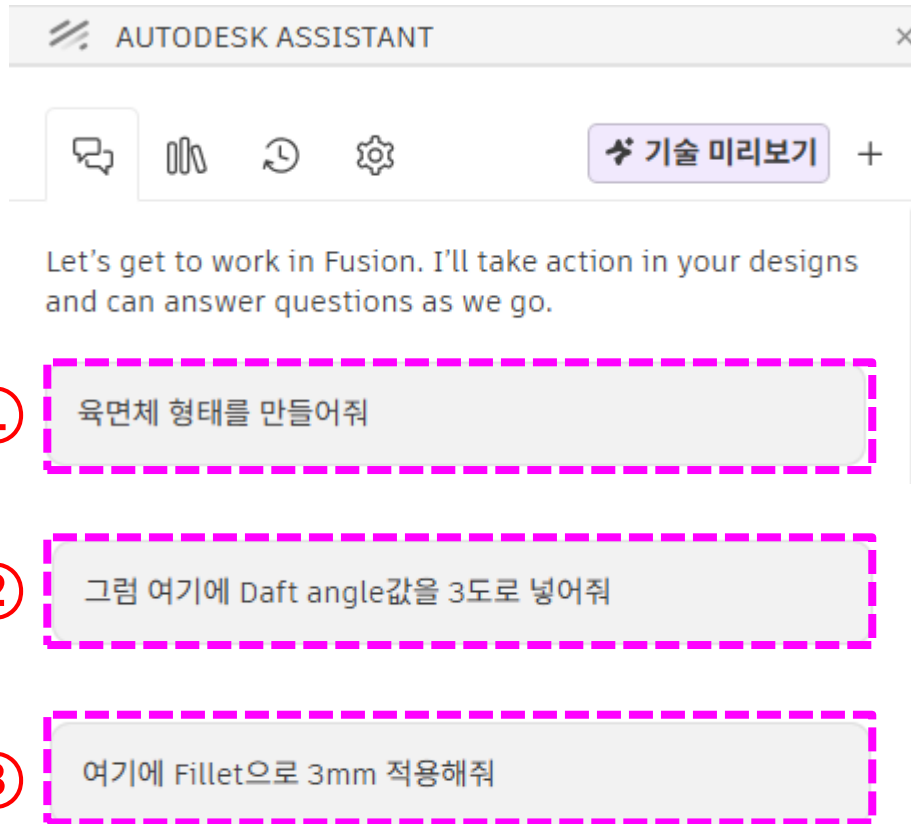 AUTODESK ASSISTANT
기술 미리보기
Let's get to work in Fusion. I'll take action in your designs
and can answer questions as we go.
육면체 형태를 만들어줘
2
그럼 여기에 Daft angle값을 3도로 넣어줘
3
여기에 Fillet으로 3mm 적용해줘